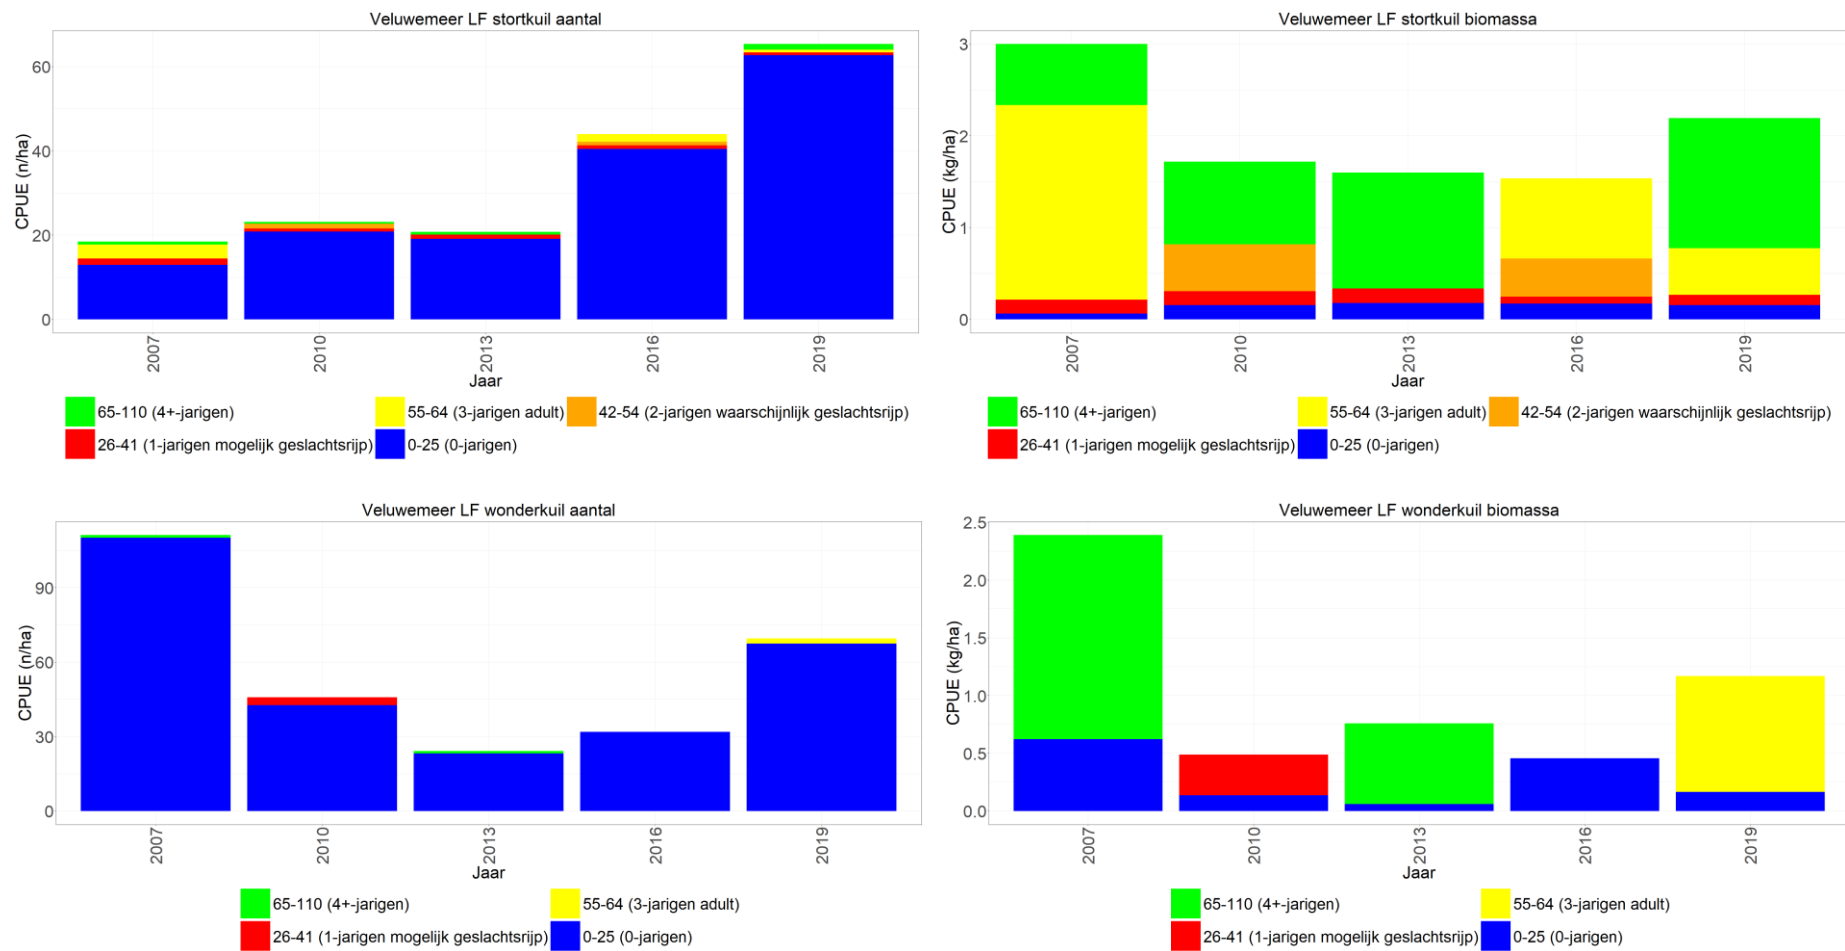 Veluwemeer LF stortkuil aantal
CPUE (n/ha)
60
40
20
0
2007
2010
2013
2016
2019
Jaar
65-110 (4+-jarigen)
55-64 (3-jarigen adult)
42-54 (2-jarigen waarschijnlijk geslachtsrijp)
26-41 (1-jarigen mogelijk geslachtsrijp)
0-25 (0-jarigen)
Veluwemeer LF stortkuil biomassa
CPUE (kg/ha)
3
2
1
0
2007
2010
2013
2016
2019
Jaar
65-110 (4+-jarigen)
55-64 (3-jarigen adult)
42-54 (2-jarigen waarschijnlijk geslachtsrijp)
26-41 (1-jarigen mogelijk geslachtsrijp)
0-25 (0-jarigen)
Veluwemeer LF wonderkuil aantal
CPUE (n/ha)
90
60
30
0
2007
2010
2013
2016
2019
Jaar
65-110 (4+-jarigen)
55-64 (3-jarigen adult)
26-41 (1-jarigen mogelijk geslachtsrijp)
0-25 (0-jarigen)
Veluwemeer LF wonderkuil biomassa
CPUE (kg/ha)
2.5
2.0
1.5
1.0
0.5
0.0
2007
2010
2013
2016
2019
Jaar
65-110 (4+-jarigen)
55-64 (3-jarigen adult)
26-41 (1-jarigen mogelijk geslachtsrijp)
0-25 (0-jarigen)